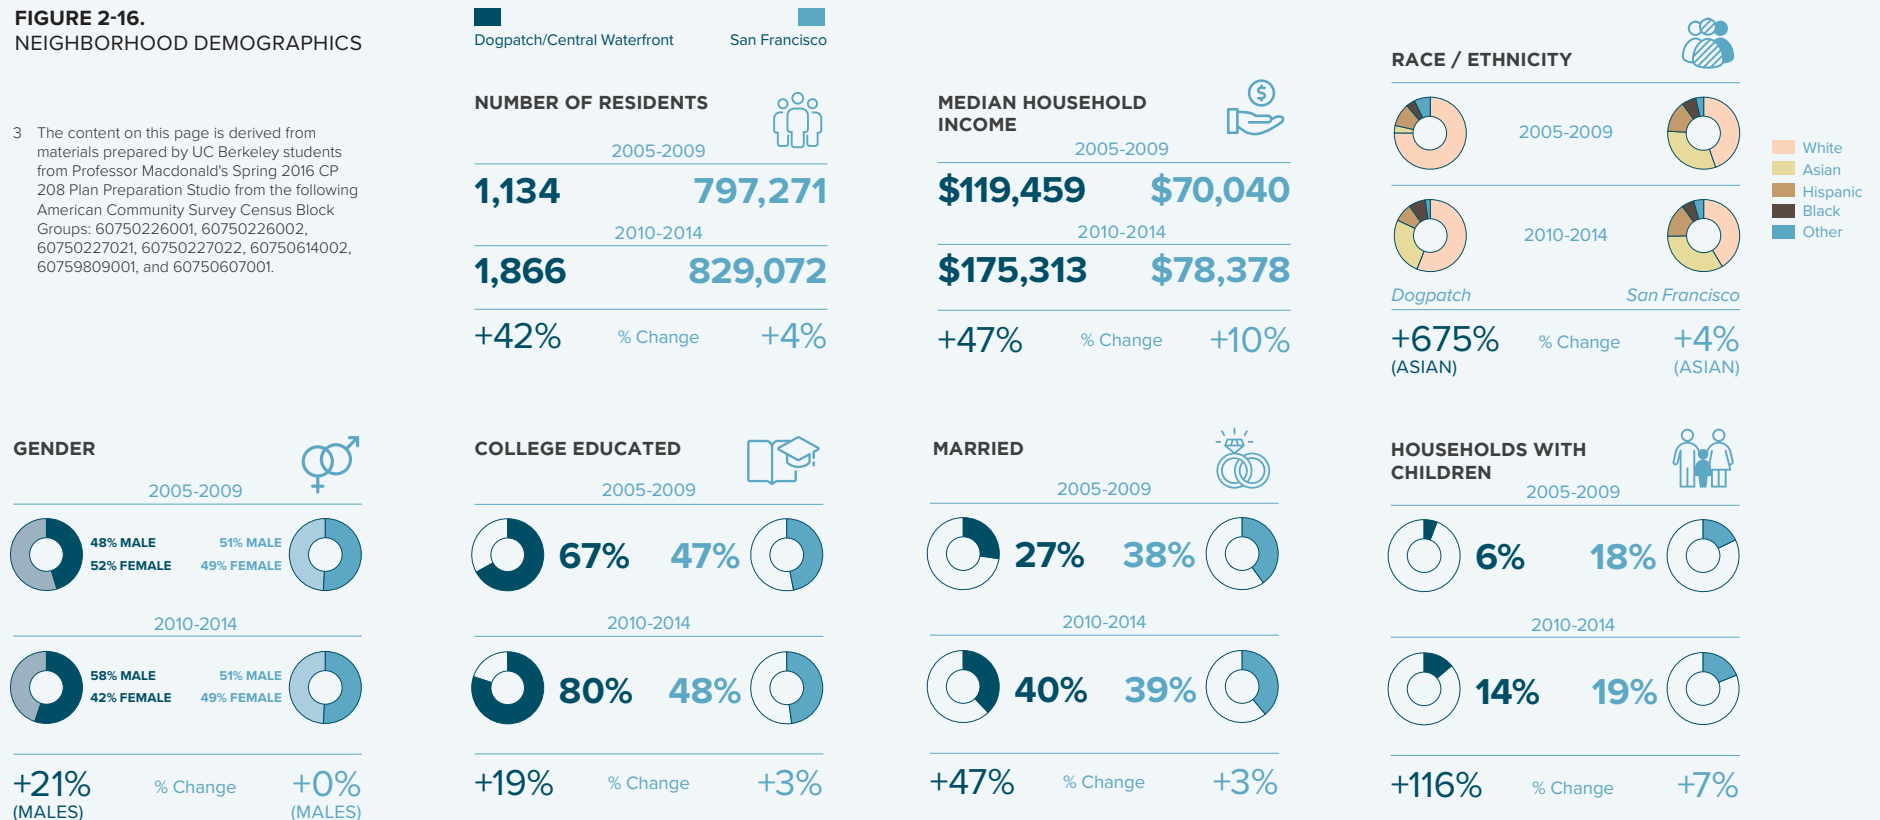 FIGURE 2-16.
NEIGHBORHOOD DEMOGRAPHICS
3 The content on this page is derived from
materials prepared by UC Berkeley students
from Professor Macdonald's Spring 2016 CP
208 Plan Preparation Studio from the following
American Community Survey Census Block
Groups: 60750226001, 60750226002,
60750227021, 60750227022, 60750614002,
60759809001, and 60750607001.
Dogpatch/Central Waterfront San Francisco
NUMBER OF RESIDENTS
2005-2009
1,134 797,271
2010-2014
1,866 829,072
+42% % Change +4%
MEDIAN HOUSEHOLD
INCOME
2005-2009
$119,459 $70,040
2010-2014
$175,313 $78,378
+47% % Change +10%
RACE / ETHNICITY
2005-2009
2010-2014
Dogpatch San Francisco
+675% % Change +4%
(ASIAN) (ASIAN)
White
Asian
Hispanic
Black
Other
GENDER
2005-2009
48% MALE 51% MALE
52% FEMALE 49% FEMALE
2010-2014
58% MALE 51% MALE
42% FEMALE 49% FEMALE
+21% % Change +0%
(MALES) (MALES)
COLLEGE EDUCATED
2005-2009
67% 47%
2010-2014
80% 48%
+19% % Change +3%
MARRIED
2005-2009
27% 38%
2010-2014
40% 39%
+47% % Change +3%
HOUSEHOLDS WITH
CHILDREN
2005-2009
6% 18%
2010-2014
14% 19%
+116% % Change +7%